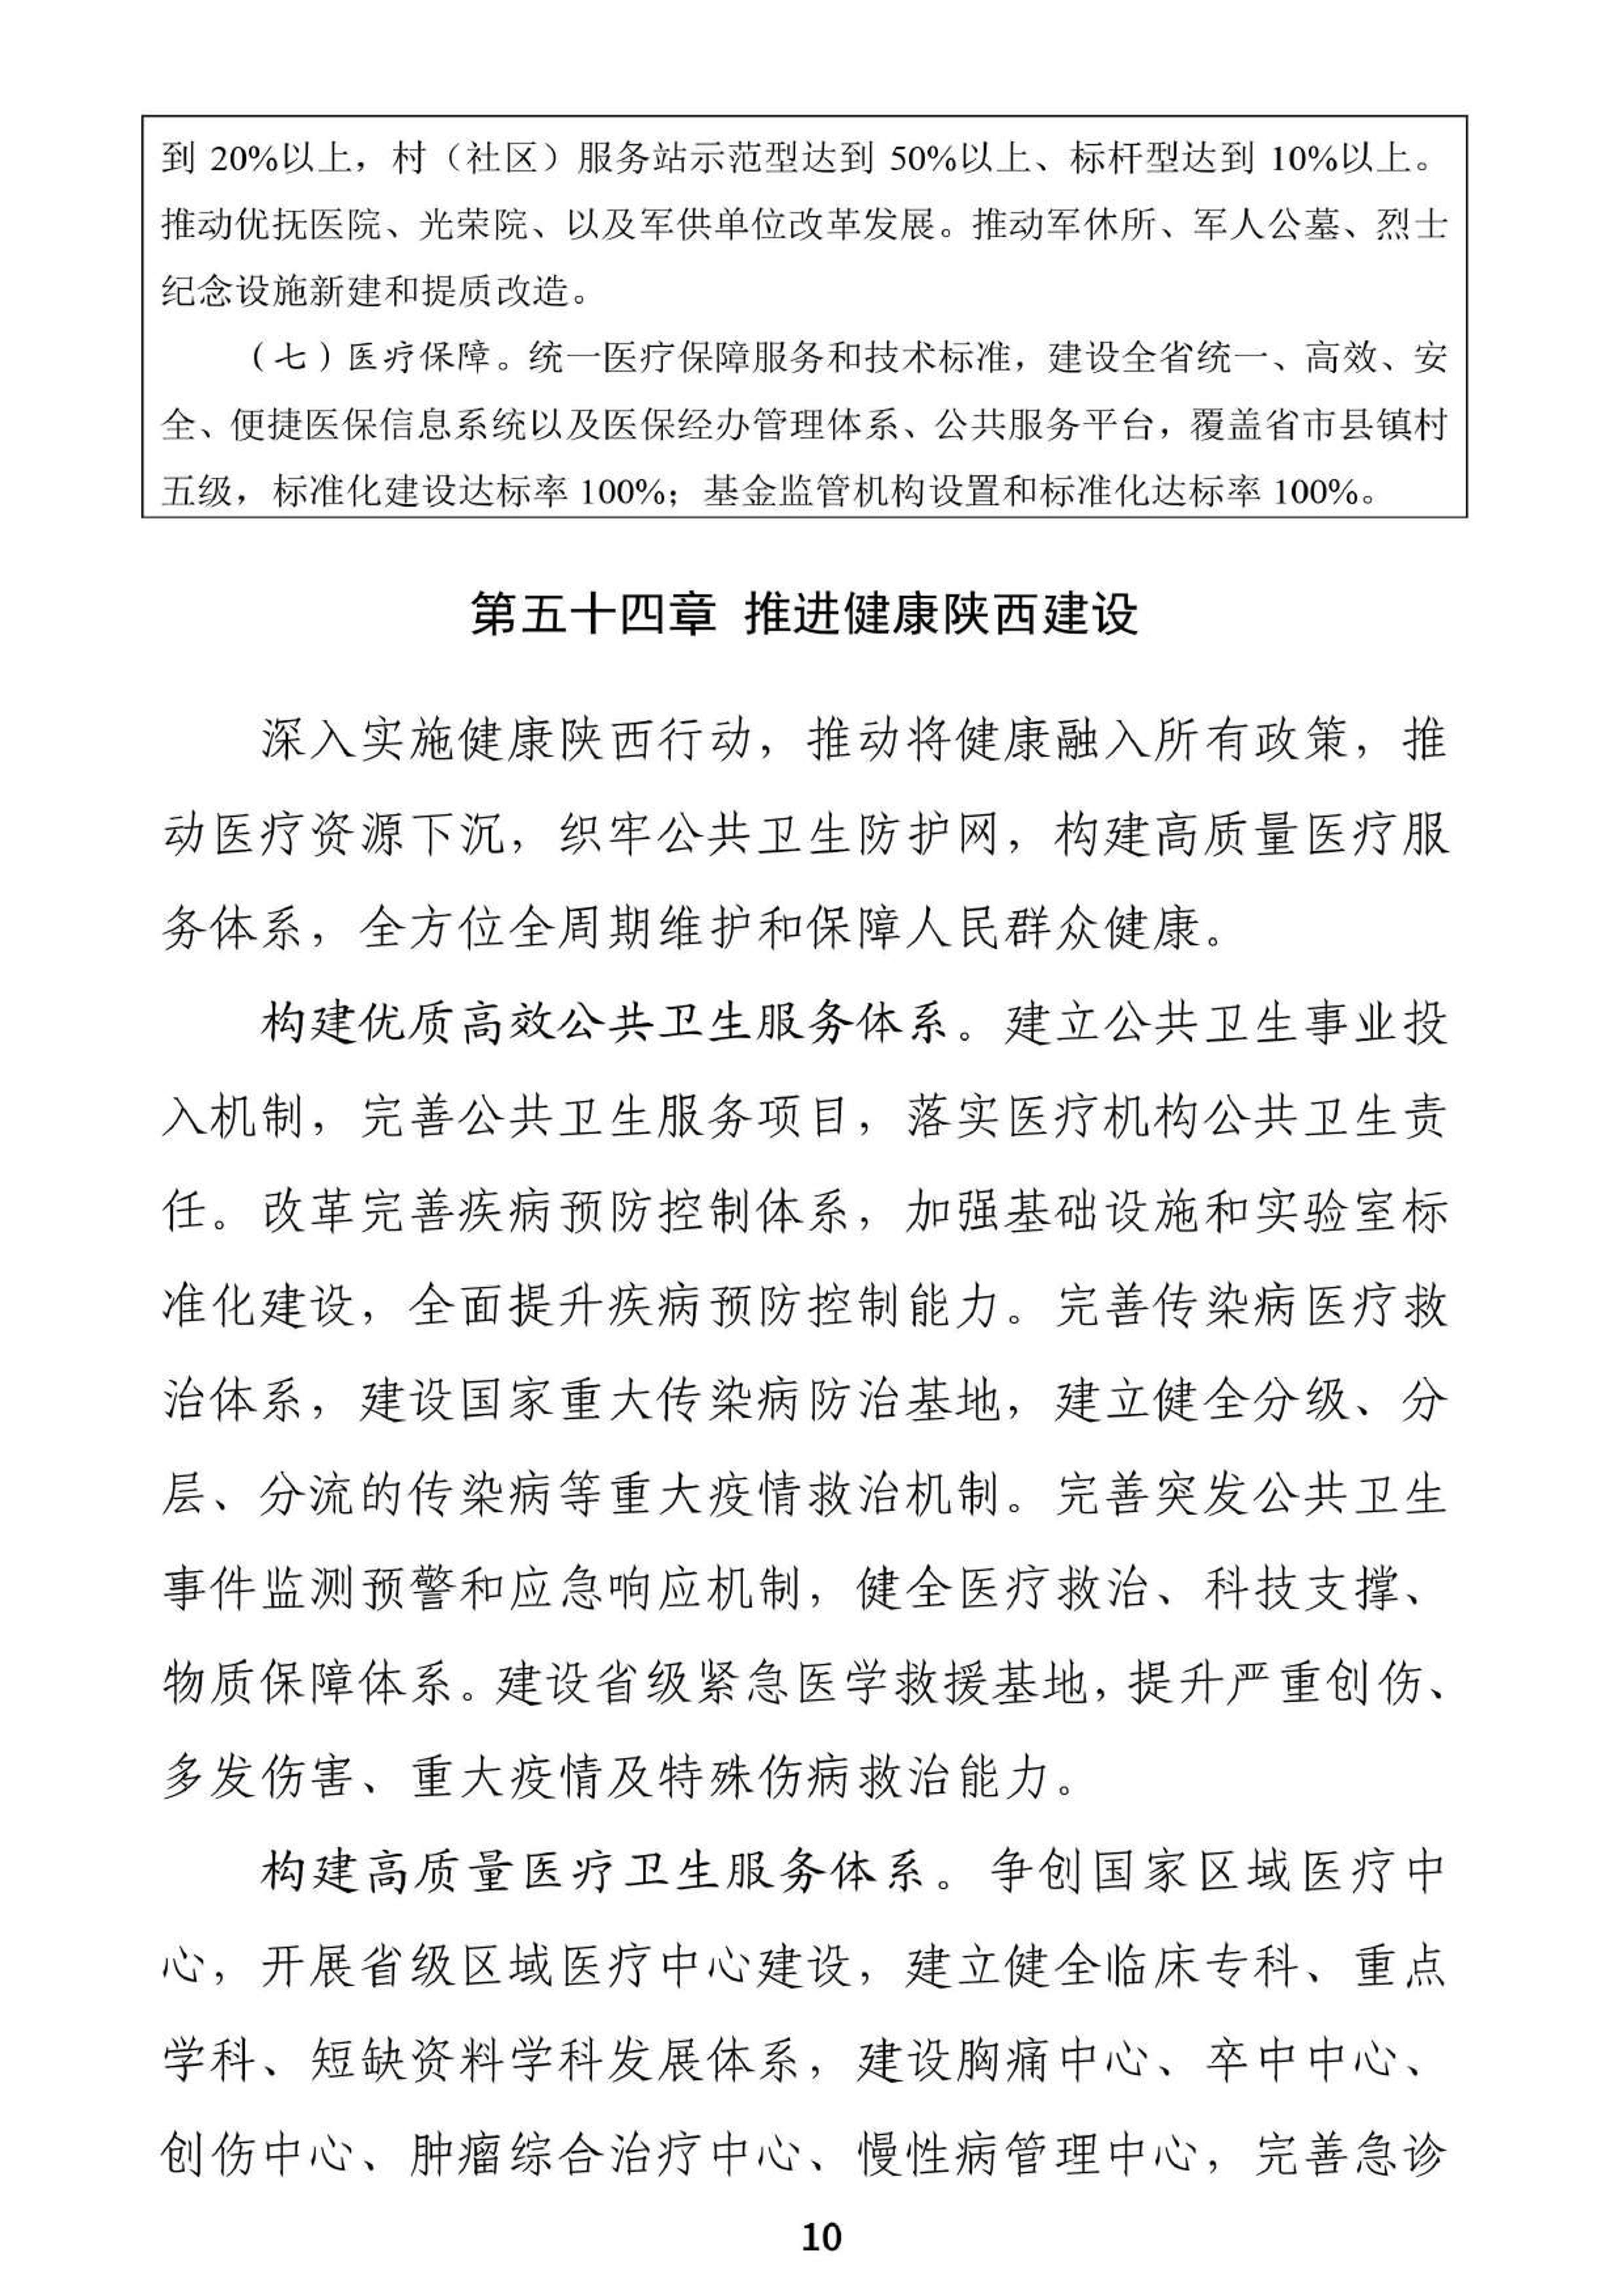 到 20%以上，村（社区）服务站示范型达到 50%以上、标杆型达到 10%以上。
推动优抚医院、光荣院、以及军供单位改革发展。推动军休所、军人公墓、烈士
纪念设施新建和提质改造。
（七）医疗保障。统一医疗保障服务和技术标准，建设全省统一、高效、安
全、便捷医保信息系统以及医保经办管理体系、公共服务平台，覆盖省市县镇村
五级，标准化建设达标率 100%；基金监管机构设置和标准化达标率 100%。
第五十四章 推进健康陕西建设
深入实施健康陕西行动，推动将健康融入所有政策，推
动医疗资源下沉，织牢公共卫生防护网，构建高质量医疗服
务体系，全方位全周期维护和保障人民群众健康。
构建优质高效公共卫生服务体系。建立公共卫生事业投
入机制，完善公共卫生服务项目，落实医疗机构公共卫生责
任。改革完善疾病预防控制体系，加强基础设施和实验室标
准化建设，全面提升疾病预防控制能力。完善传染病医疗救
治体系，建设国家重大传染病防治基地，建立健全分级、分
层、分流的传染病等重大疫情救治机制。完善突发公共卫生
事件监测预警和应急响应机制，健全医疗救治、科技支撑、
物质保障体系。建设省级紧急医学救援基地，提升严重创伤、
多发伤害、重大疫情及特殊伤病救治能力。
构建高质量医疗卫生服务体系。争创国家区域医疗中
心，开展省级区域医疗中心建设，建立健全临床专科、重点
学科、短缺资料学科发展体系，建设胸痛中心、卒中中心、
创伤中心、肿瘤综合治疗中心、慢性病管理中心，完善急诊
10